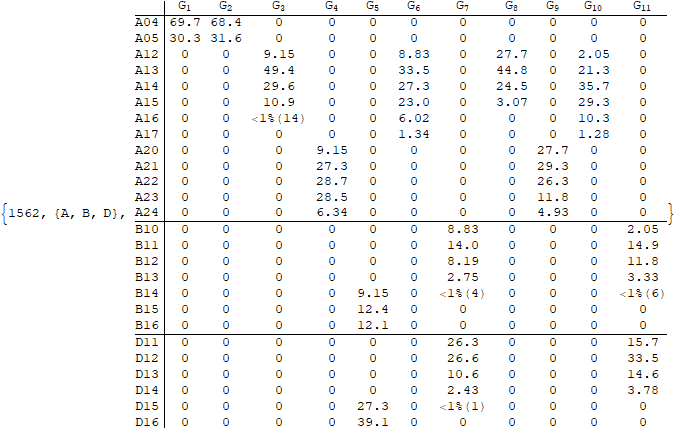 G1 G2 G3 G4 G5 G6 G7 G8 G9 G10 G11
A04 69.7 68.4 0 0 0 0 0 0 0 0 0
A05 30.3 31.6 0 0 0 0 0 0 0 0 0
A12 0 0 9.15 0 0 8.83 0 27.7 0 2.05 0
A13 0 0 49.4 0 0 33.5 0 44.8 0 21.3 0
A14 0 0 29.6 0 0 27.3 0 24.5 0 35.7 0
A15 0 0 10.9 0 0 23.0 0 3.07 0 29.3 0
A16 0 0 <1%(14) 0 0 6.02 0 0 0 10.3 0
A17 0 0 0 0 0 1.34 0 0 0 1.28 0
A20 0 0 0 9.15 0 0 0 0 27.7 0 0
A21 0 0 0 27.3 0 0 0 0 29.3 0 0
A22 0 0 0 28.7 0 0 0 0 26.3 0 0
A23 0 0 0 28.5 0 0 0 0 11.8 0 0
{1562, {A, B, D}, A24 0 0 0 6.34 0 0 0 0 4.93 0 0 }
B10 0 0 0 0 0 0 8.83 0 0 0 2.05
B11 0 0 0 0 0 0 14.0 0 0 0 14.9
B12 0 0 0 0 0 0 8.19 0 0 0 11.8
B13 0 0 0 0 0 0 2.75 0 0 0 3.33
B14 0 0 0 0 9.15 0 <1%(4) 0 0 0 <1%(6)
B15 0 0 0 0 12.4 0 0 0 0 0 0
B16 0 0 0 0 12.1 0 0 0 0 0 0
D11 0 0 0 0 0 0 26.3 0 0 0 15.7
D12 0 0 0 0 0 0 26.6 0 0 0 33.5
D13 0 0 0 0 0 0 10.6 0 0 0 14.6
D14 0 0 0 0 0 0 2.43 0 0 0 3.78
D15 0 0 0 0 27.3 0 <1%(1) 0 0 0 0
D16 0 0 0 0 39.1 0 0 0 0 0 0